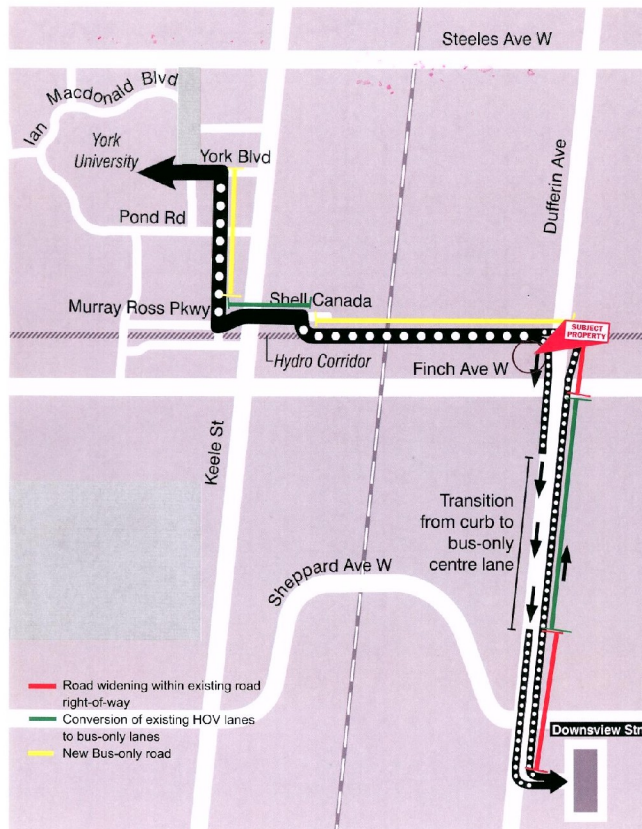 Steeles Ave W
Ian Macdonald Blvd
York
University
York Blvd
Dufferin Ave
Pond Rd
Murray Ross Pkwy
Shell Canada
SUBJECT
PROPERTY
Hydro Corridor
Finch Ave W
Keele St
Transition
from curb to
bus-only
centre lane
Sheppard Ave W
Road widening within existing road
right-of-way
Conversion of existing HOV lanes
to bus-only lanes
New Bus-only road
Downsview Str